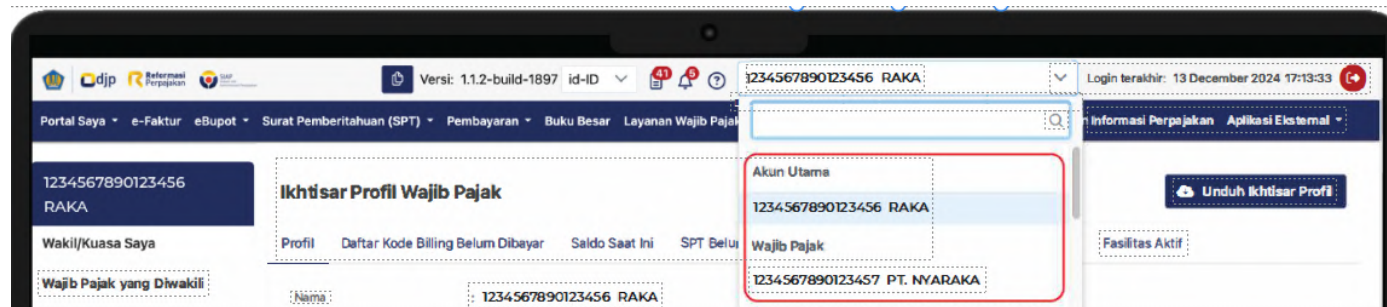 djp Reformasi Perpajakan Versi: 1.1.2-build-1897 id-ID 41 1234567890123456 RAKA Login terakhir: 13 December 2024 17:13:33
Portal Saya e-Faktur eBupot Surat Pemberitahuan (SPT) Pembayaran Buku Besar Layanan Wajib Pajak Informasi Perpajakan Aplikasi Eksternal
1234567890123456
RAKA
Ikhtisar Profil Wajib Pajak
Akun Utama
Unduh Ikhtisar Profil
1234567890123456 RAKA
Wakil/Kuasa Saya
Profil Daftar Kode Billing Belum Dibayar Saldo Saat Ini SPT Belu
Wajib Pajak
Fasilitas Aktif
Wajib Pajak yang Diwakili
Nama : 1234567890123456 RAKA
1234567890123457 PT. NYARAKA